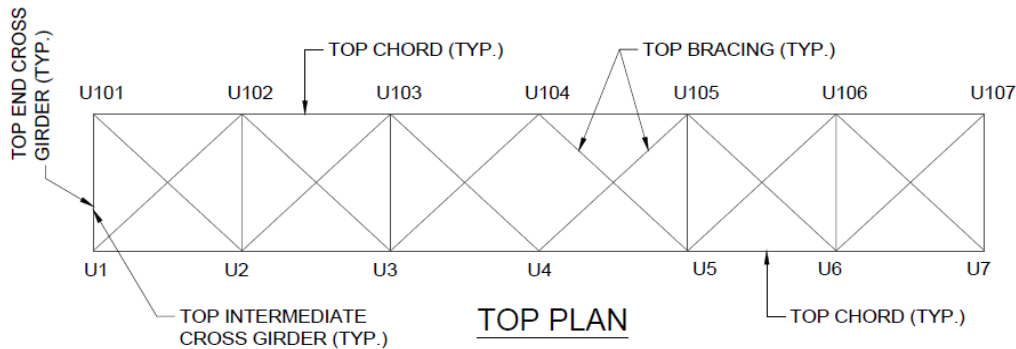 TOP END CROSS
GIRDER (TYP.)
TOP CHORD (TYP.)
TOP BRACING (TYP.)
U101
U102
U103
U104
U105
U106
U107
U1
U2
U3
U4
U5
U6
U7
TOP INTERMEDIATE
CROSS GIRDER (TYP.)
TOP PLAN
TOP CHORD (TYP.)